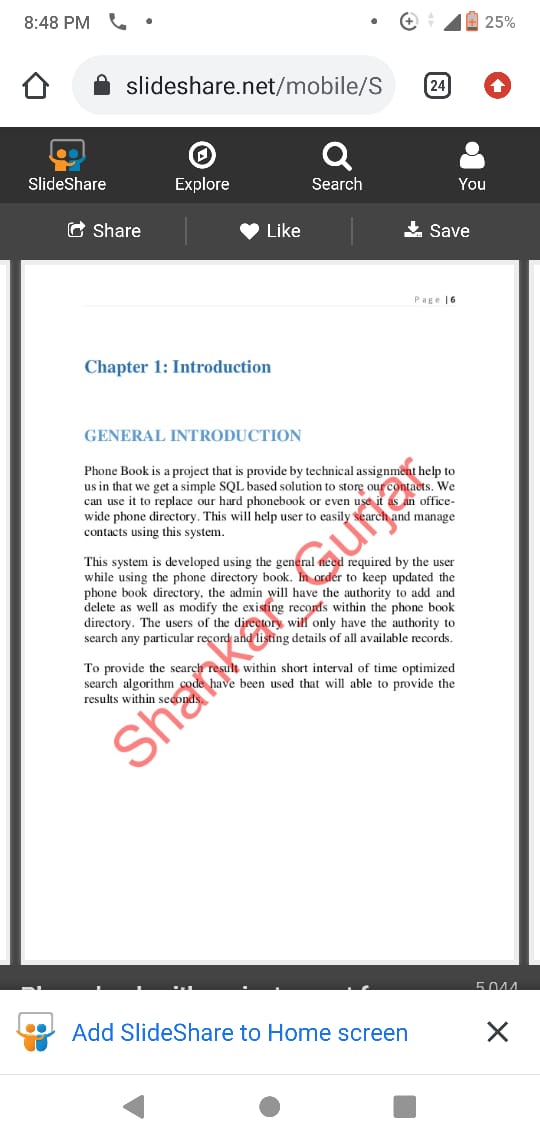 8:48 PM
25%
slideshare.net/mobile/S
24
SlideShare
Explore
Search
You
Share
Like
Save
Page | 6
Chapter 1: Introduction
GENERAL INTRODUCTION
Phone Book is a project that is provide by technical assignment help to
us in that we get a simple SQL based solution to store our contacts. We
can use it to replace our hard phonebook or even use it as an office-
wide phone directory. This will help user to easily search and manage
contacts using this system.
This system is developed using the general need required by the user
while using the phone directory book. In order to keep updated the
phone book directory, the admin will have the authority to add and
delete as well as modify the existing records within the phone book
directory. The users of the directory will only have the authority to
search any particular record and listing details of all available records.
To provide the search result within short interval of time optimized
search algorithm code have been used that will able to provide the
results within seconds.
Shankar_Gurjar
5,044
Add SlideShare to Home screen